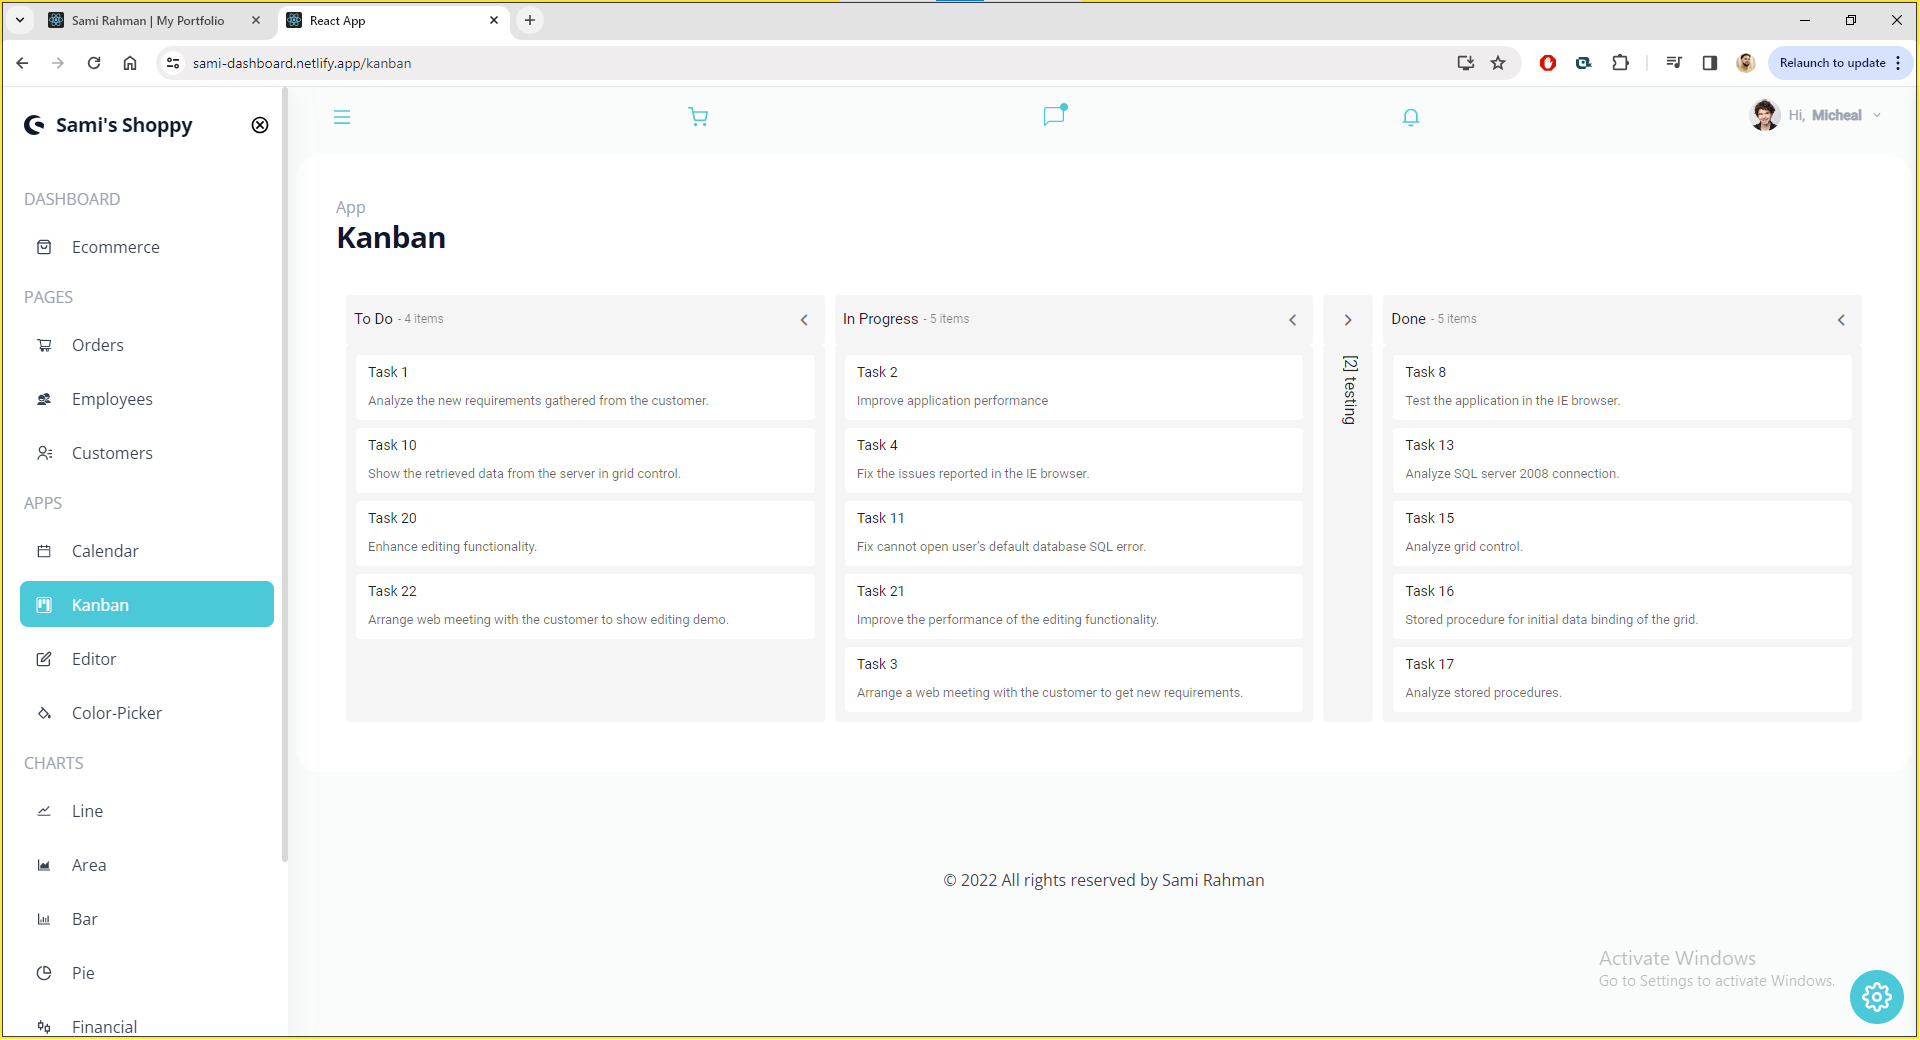 Sami Rahman | My Portfolio
React App
sami-dashboard.netlify.app/kanban
Relaunch to update
Sami's Shoppy
Hi, Micheal
DASHBOARD
Ecommerce
PAGES
Orders
Employees
Customers
APPS
Calendar
Kanban
Editor
Color-Picker
CHARTS
Line
Area
Bar
Pie
Financial
App
Kanban
To Do - 4 items
Task 1
Analyze the new requirements gathered from the customer.
Task 10
Show the retrieved data from the server in grid control.
Task 20
Enhance editing functionality.
Task 22
Arrange web meeting with the customer to show editing demo.
In Progress - 5 items
Task 2
Improve application performance
Task 4
Fix the issues reported in the IE browser.
Task 11
Fix cannot open user’s default database SQL error.
Task 21
Improve the performance of the editing functionality.
Task 3
Arrange a web meeting with the customer to get new requirements.
[2] testing
Done - 5 items
Task 8
Test the application in the IE browser.
Task 13
Analyze SQL server 2008 connection.
Task 15
Analyze grid control.
Task 16
Stored procedure for initial data binding of the grid.
Task 17
Analyze stored procedures.
© 2022 All rights reserved by Sami Rahman
Activate Windows
Go to Settings to activate Windows.